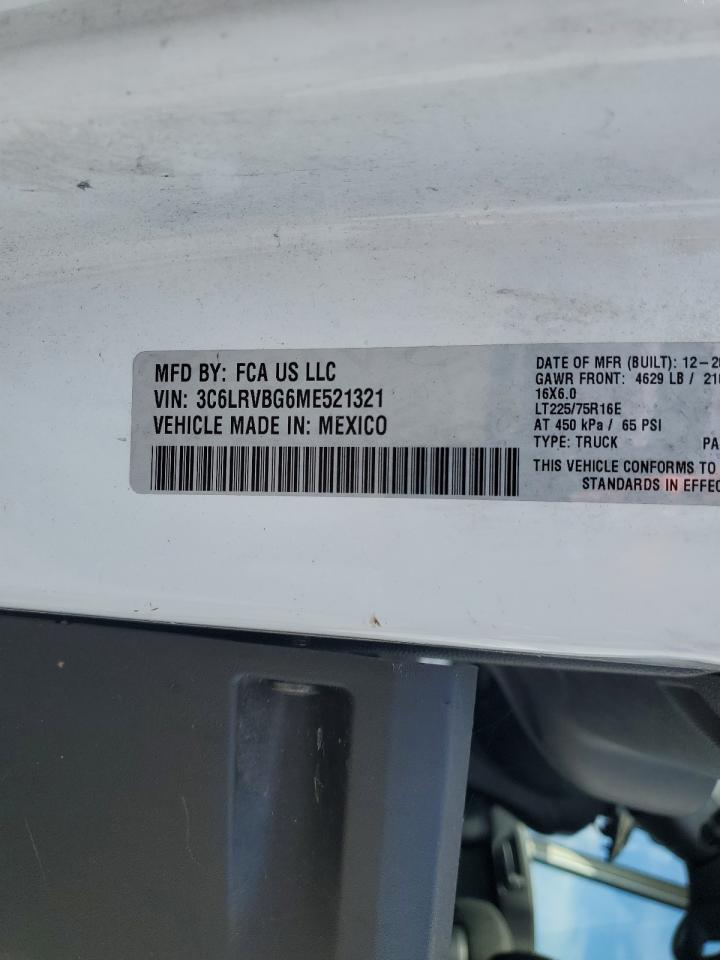 MFD BY: FCA US LLC
VIN: 3C6LRVBG6ME521321
VEHICLE MADE IN: MEXICO
DATE OF MFR (BUILT): 12-2
GAWR FRONT: 4629 LB /
16X6.0
LT225/75R16E
AT 450 kPa / 65 PSI
TYPE: TRUCK
THIS VEHICLE CONFORMS TO
STANDARDS IN